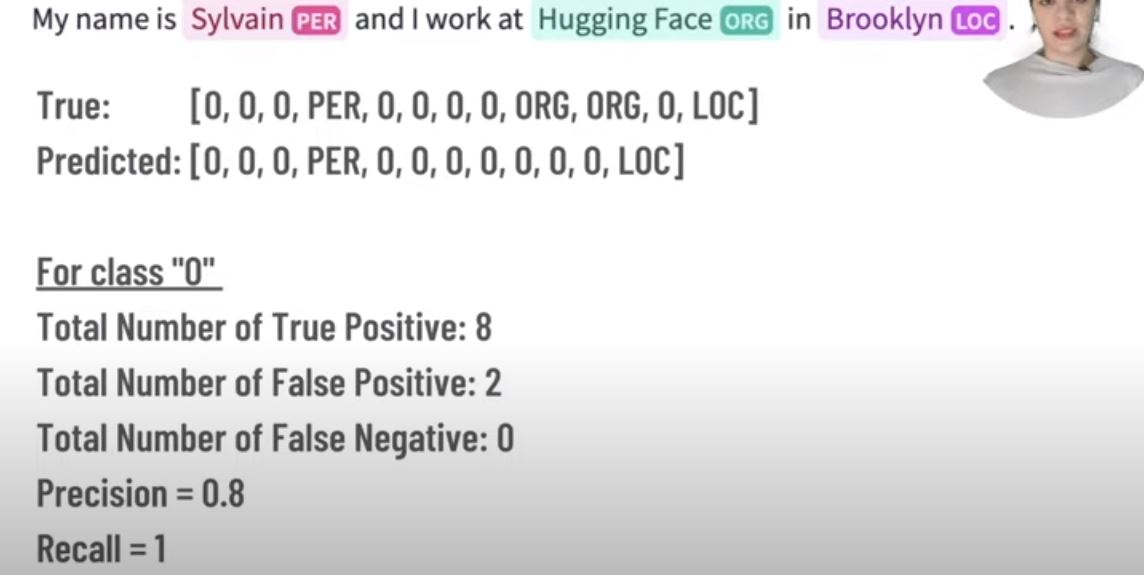 My name is Sylvain PER and I work at Hugging Face ORG in Brooklyn LOC .
True: [0, 0, 0, PER, 0, 0, 0, 0, ORG, ORG, 0, LOC]
Predicted: [0, 0, 0, PER, 0, 0, 0, 0, 0, 0, 0, LOC]
For class "0"
Total Number of True Positive: 8
Total Number of False Positive: 2
Total Number of False Negative: 0
Precision = 0.8
Recall = 1